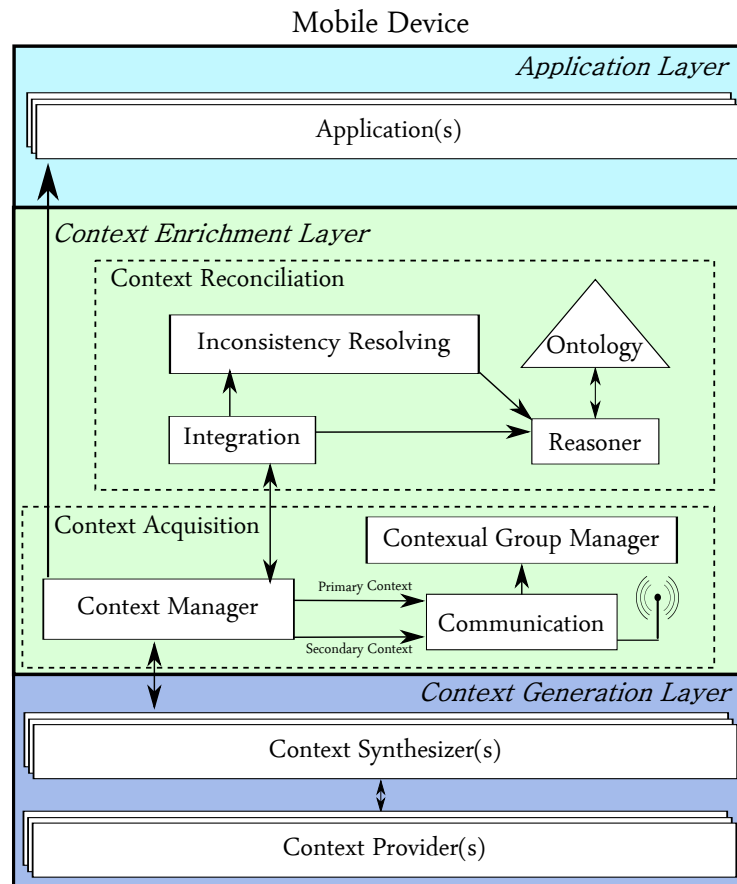 Mobile Device
Application Layer
Application(s)
Context Enrichment Layer
Context Reconciliation
Inconsistency Resolving
Ontology
Integration
Reasoner
Context Acquisition
Contexual Group Manager
Context Manager
Primary Context
Secondary Context
Communication
Context Generation Layer
Context Synthesizer(s)
Context Provider(s)